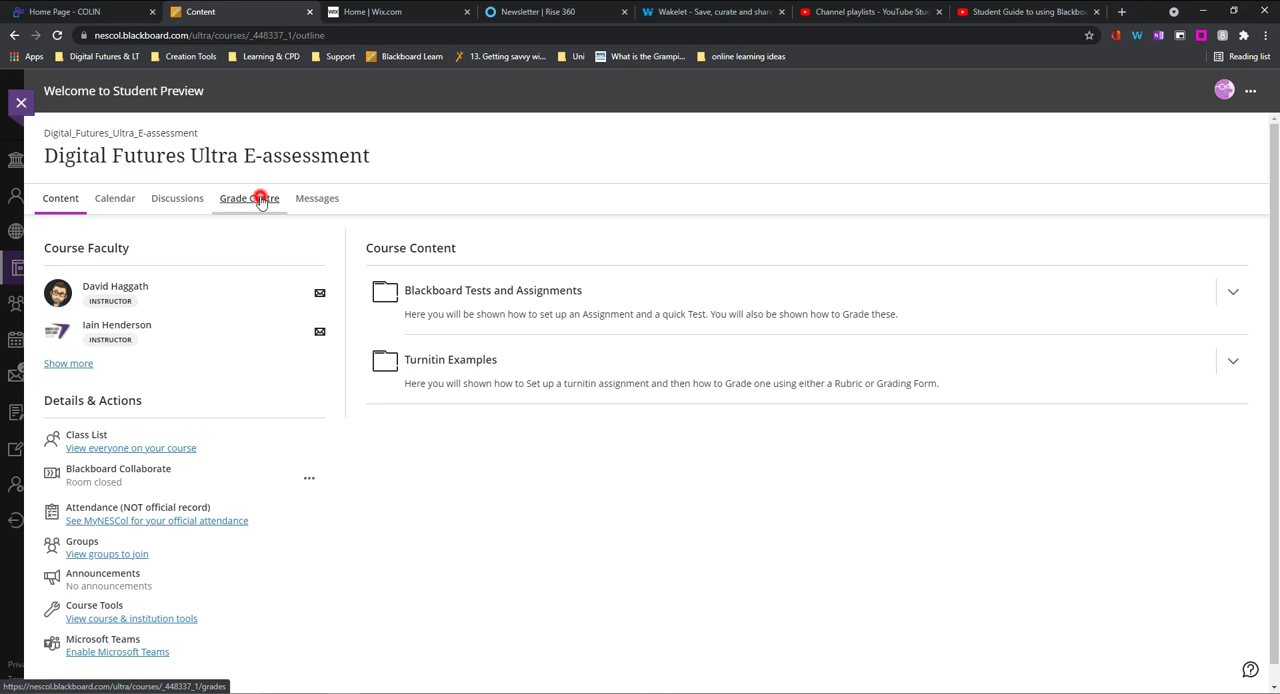 Home Page - COLIN
Content
Home | Wix.com
Newsletter | Rise 360
Wakelet - Save, curate and shar
Channel playlists - YouTube Stu
Student Guide to using Blackbo
nescol.blackboard.com/ultra/courses/_448337_1/outline
Apps
Digital Futures & LT
Creation Tools
Learning & CPD
Support
Blackboard Learn
13. Getting savvy wi...
Uni
What is the Grampi...
online learning ideas
Reading list
Welcome to Student Preview
Digital_Futures_Ultra_E-assessment
Digital Futures Ultra E-assessment
Content
Calendar
Discussions
Grade Centre
Messages
Course Faculty
David Haggath
INSTRUCTOR
Iain Henderson
INSTRUCTOR
Show more
Details & Actions
Class List
View everyone on your course
Blackboard Collaborate
Room closed
Attendance (NOT official record)
See MyNESCol for your official attendance
Groups
View groups to join
Announcements
No announcements
Course Tools
View course & institution tools
Microsoft Teams
Enable Microsoft Teams
Course Content
Blackboard Tests and Assignments
Here you will be shown how to set up an Assignment and a quick Test. You will also be shown how to Grade these.
Turnitin Examples
Here you will shown how to Set up a turnitin assignment and then how to Grade one using either a Rubric or Grading Form.
Priv
https://nescol.blackboard.com/ultra/courses/_448337_1/grades